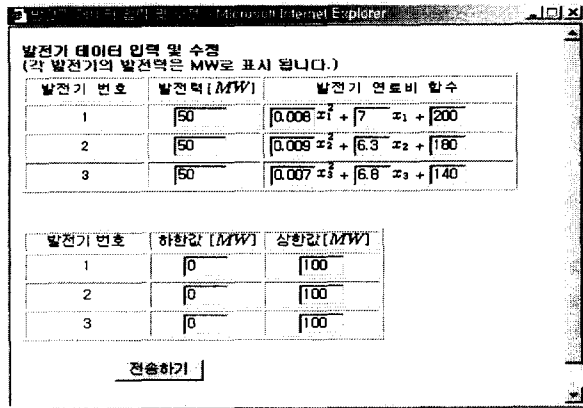 Microsoft Internet Explorer
발전기 데이터 입력 및 수정
(각 발전기의 발전력은 MW로 표시 됩니다.)
발전기 번호 발전력[MW] 발전기 연료비 함수
1 50 0.008 x₁² + 7 x₁ + 200
2 50 0.009 x₂² + 6.3 x₂ + 180
3 50 0.007 x₃² + 6.8 x₃ + 140
발전기 번호 하한값 [MW] 상한값[MW]
1 0 100
2 0 100
3 0 100
전송하기